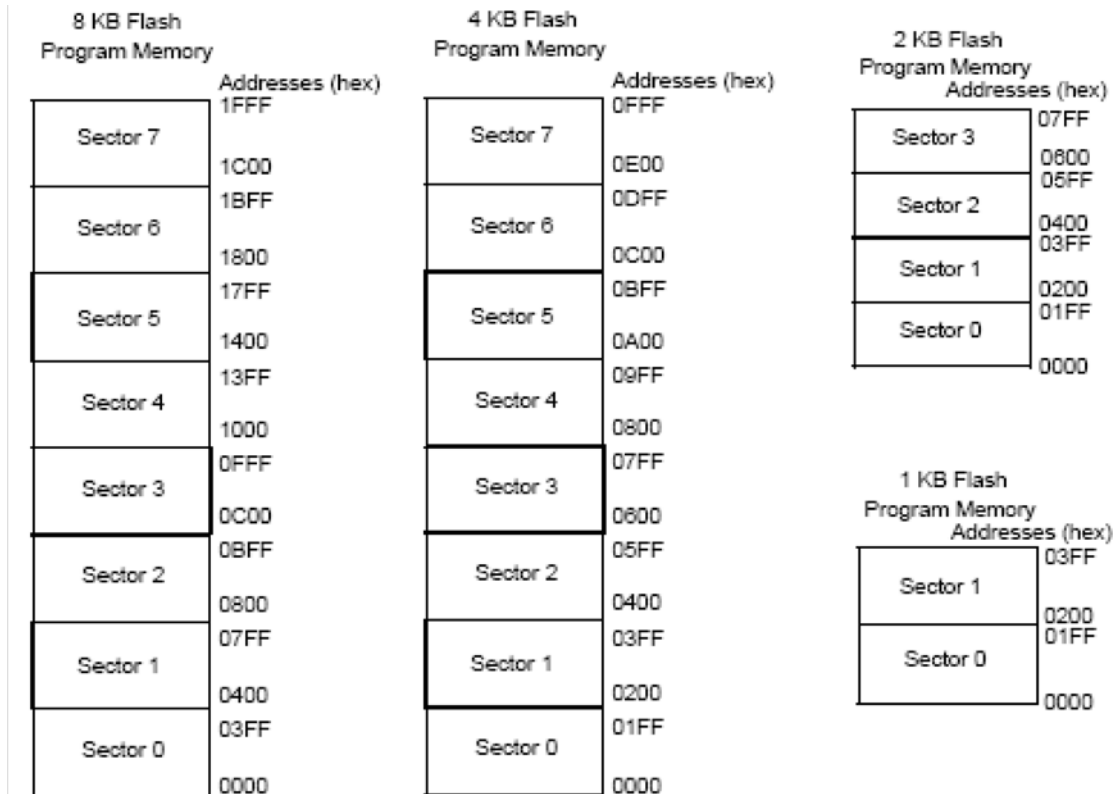 8 KB Flash
Program Memory
Addresses (hex)
1FFF
Sector 7
1C00
1BFF
Sector 6
1800
17FF
Sector 5
1400
13FF
Sector 4
1000
0FFF
Sector 3
0C00
0BFF
Sector 2
0800
07FF
Sector 1
0400
03FF
Sector 0
0000
4 KB Flash
Program Memory
Addresses (hex)
0FFF
Sector 7
0E00
0DFF
Sector 6
0C00
0BFF
Sector 5
0A00
09FF
Sector 4
0800
07FF
Sector 3
0600
05FF
Sector 2
0400
03FF
Sector 1
0200
01FF
Sector 0
0000
2 KB Flash
Program Memory
Addresses (hex)
07FF
Sector 3
0600
05FF
Sector 2
0400
03FF
Sector 1
0200
01FF
Sector 0
0000
1 KB Flash
Program Memory
Addresses (hex)
03FF
Sector 1
0200
01FF
Sector 0
0000